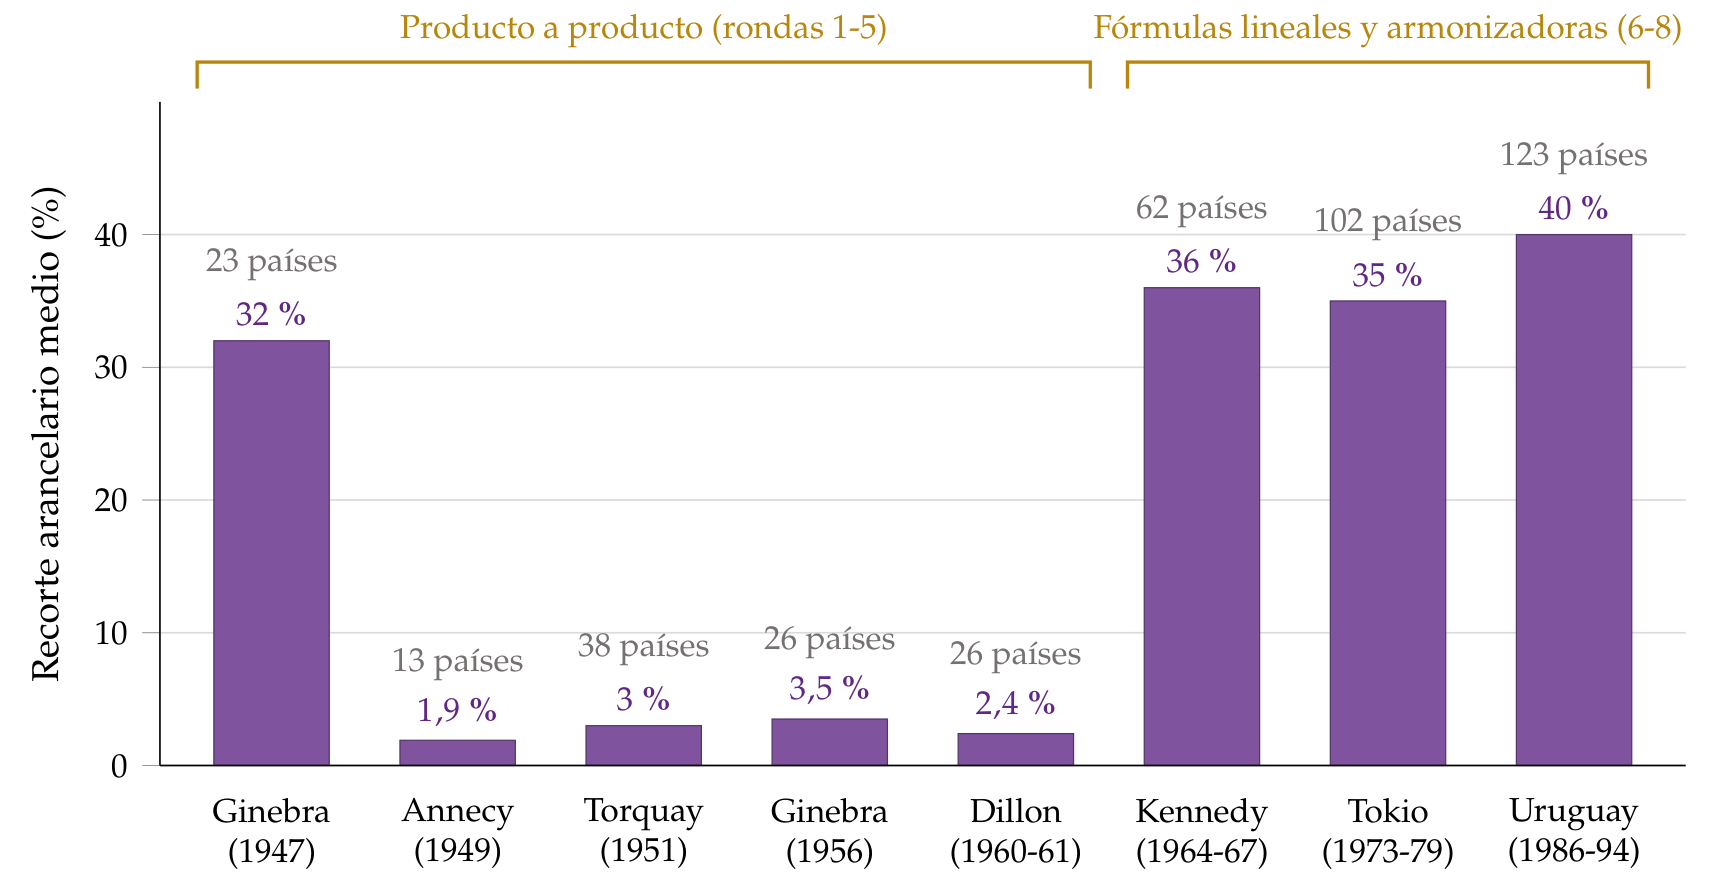 Producto a producto (rondas 1-5)
Fórmulas lineales y armonizadoras (6-8)
Recorte arancelario medio (%)
40
30
20
10
0
23 países
32 %
13 países
1,9 %
38 países
3 %
26 países
3,5 %
26 países
2,4 %
62 países
36 %
102 países
35 %
123 países
40 %
Ginebra
(1947)
Annecy
(1949)
Torquay
(1951)
Ginebra
(1956)
Dillon
(1960-61)
Kennedy
(1964-67)
Tokio
(1973-79)
Uruguay
(1986-94)